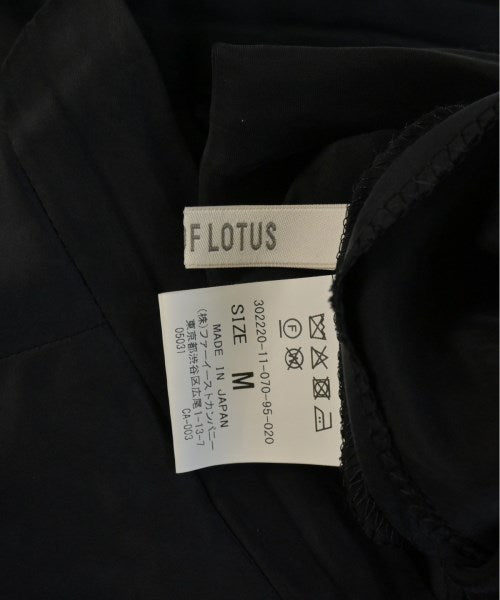 F LOTUS
302220-11-070-95-020
SIZE M
MADE IN JAPAN
(株)ファーイーストカンパニー
東京都渋谷区広尾1-13-7
05031 CA-003
F